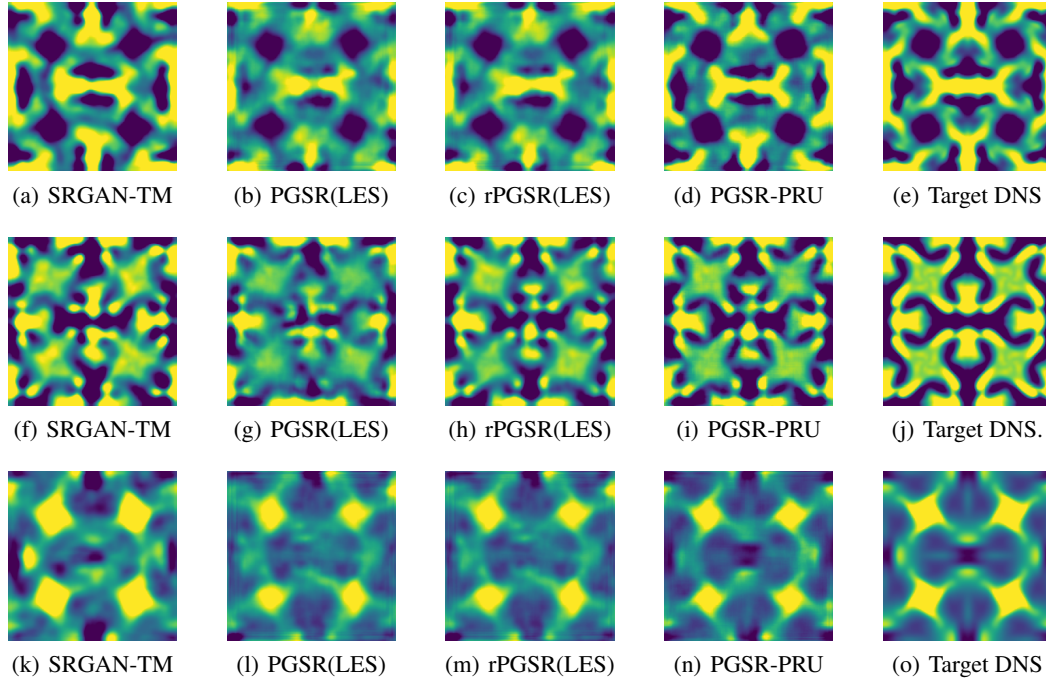 (a) SRGAN-TM (b) PGSR(LES) (c) rPGSR(LES) (d) PGSR-PRU (e) Target DNS
(f) SRGAN-TM (g) PGSR(LES) (h) rPGSR(LES) (i) PGSR-PRU (j) Target DNS.
(k) SRGAN-TM (l) PGSR(LES) (m) rPGSR(LES) (n) PGSR-PRU (o) Target DNS